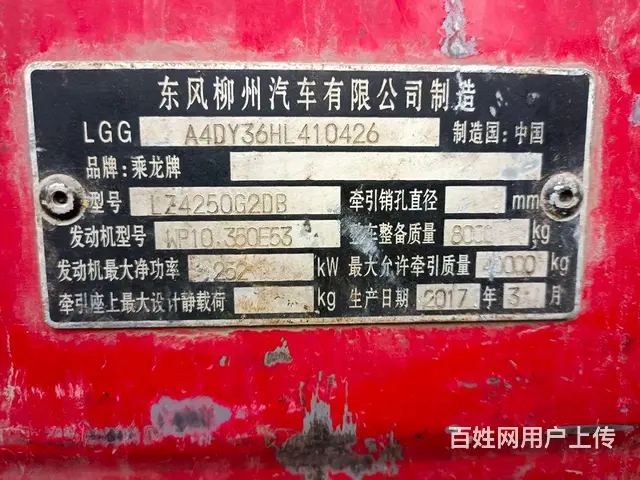 东风柳州汽车有限公司制造
LGG A4DY36HL410426 制造国：中国
品牌：乘龙牌
型号 LZ4250G2DB 牵引销孔直径 mm
发动机型号 WP10.350E53 车整备质量 kg
发动机最大净功率 252 kW 最大允许牵引质量 kg
牵引座上最大设计静载荷 kg 生产日期 2017 年 3 月
百姓网用户上传